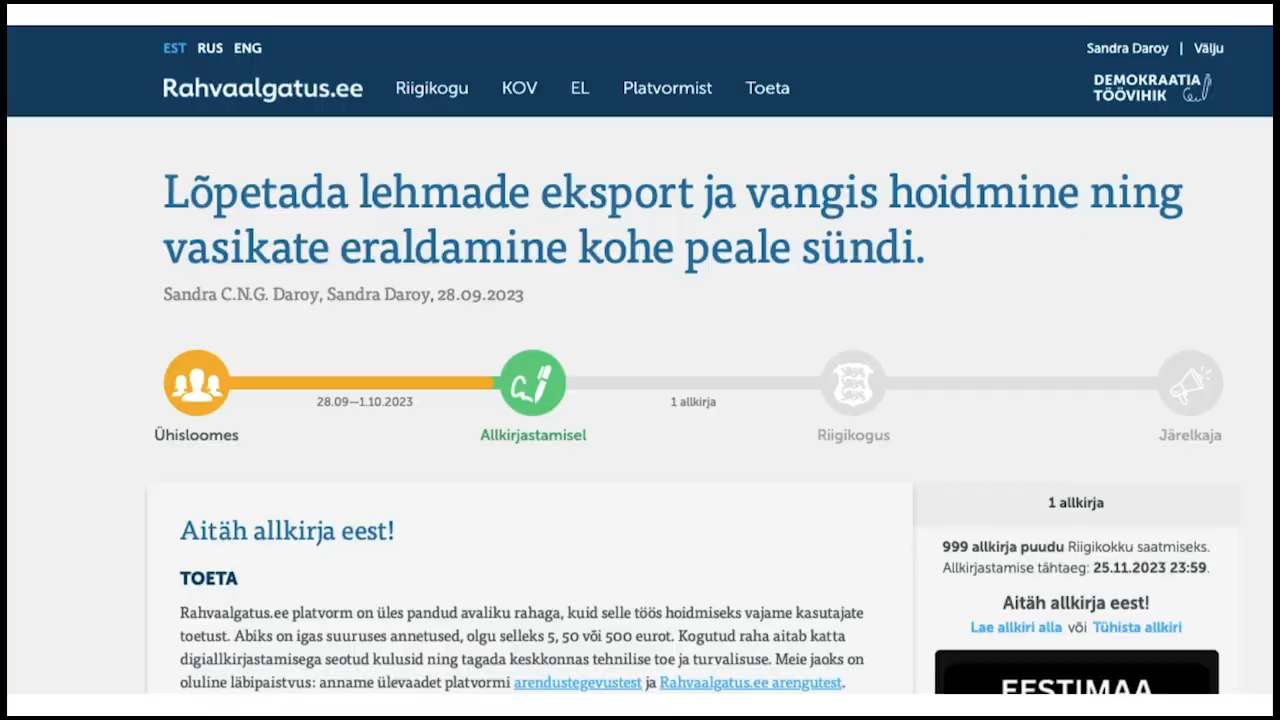 EST RUS ENG
Sandra Daroy | Välju
Rahvaalgatus.ee Riigikogu KOV EL Platvormist Toeta
DEMOKRAATIA
TÖÖVIHIK
Lõpetada lehmade eksport ja vangis hoidmine ning
vasikate eraldamine kohe peale sündi.
Sandra C.N.G. Daroy, Sandra Daroy, 28.09.2023
28.09—1.10.2023
1 allkirja
Ühisloomes
Allkirjastamisel
Riigikogus
Järelkaja
Aitäh allkirja eest!
TOETA
Rahvaalgatus.ee platvorm on üles pandud avaliku rahaga, kuid selle töös hoidmiseks vajame kasutajate
toetust. Abiks on igas suuruses annetused, olgu selleks 5, 50 või 500 eurot. Kogutud raha aitab katta
digiallkirjastamisega seotud kulusid ning tagada keskkonnas tehnilise toe ja turvalisuse. Meie jaoks on
oluline läbipaistvus: anname ülevaadet platvormi arendustegevustest ja Rahvaalgatus.ee arengutest.
1 allkirja
999 allkirja puudu Riigikokku saatmiseks.
Allkirjastamise tähtaeg: 25.11.2023 23:59.
Aitäh allkirja eest!
Lae allkiri alla või Tühista allkiri
EESTIMAA